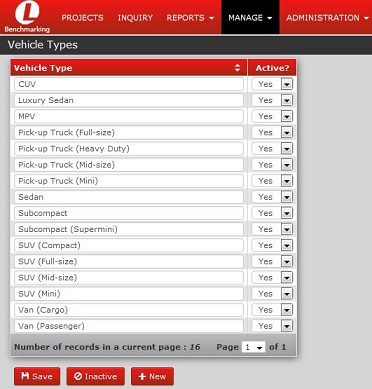 L
Benchmarking
PROJECTS INQUIRY REPORTS MANAGE ADMINISTRATION
Vehicle Types
Vehicle Type Active?
CUV Yes
Luxury Sedan Yes
MPV Yes
Pick-up Truck (Full-size) Yes
Pick-up Truck (Heavy Duty) Yes
Pick-up Truck (Mid-size) Yes
Pick-up Truck (Mini) Yes
Sedan Yes
Subcompact Yes
Subcompact (Supermini) Yes
SUV (Compact) Yes
SUV (Full-size) Yes
SUV (Mid-size) Yes
SUV (Mini) Yes
Van (Cargo) Yes
Van (Passenger) Yes
Number of records in a current page : 16 Page 1 of 1
Save Inactive New